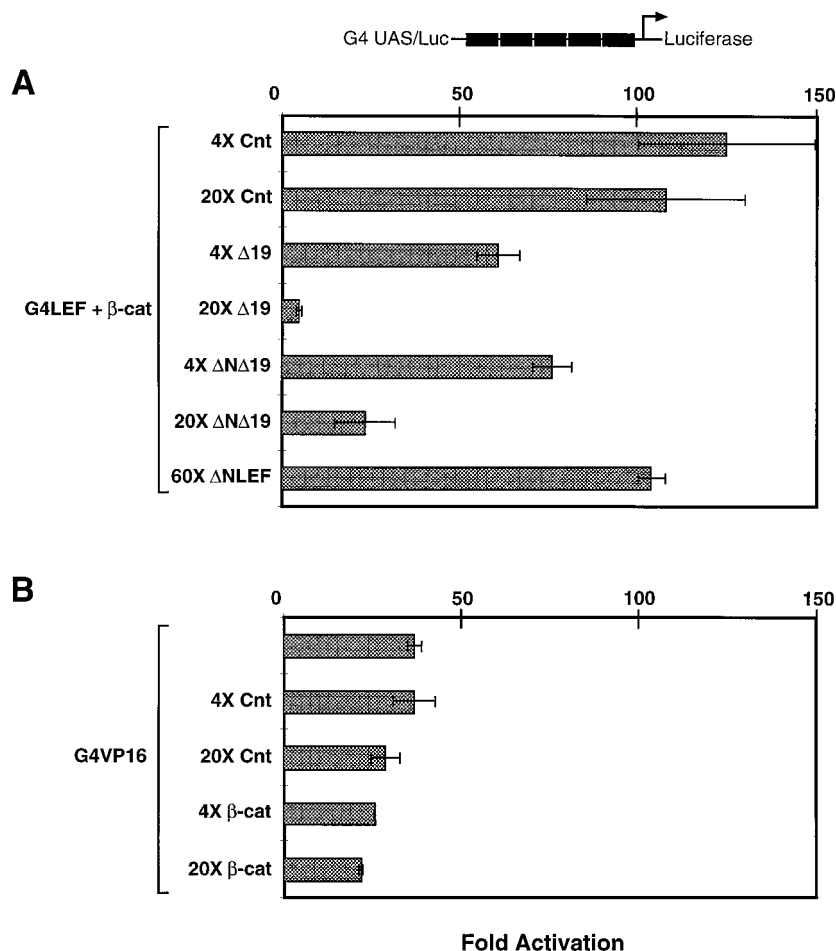 G4 UAS/Luc Luciferase
A
0 50 100 150
4X Cnt
20X Cnt
4X Δ19
20X Δ19
G4LEF + β-cat
4X ΔNΔ19
20X ΔNΔ19
60X ΔNLEF
B
0 50 100 150
4X Cnt
G4VP16
20X Cnt
4X β-cat
20X β-cat
Fold Activation